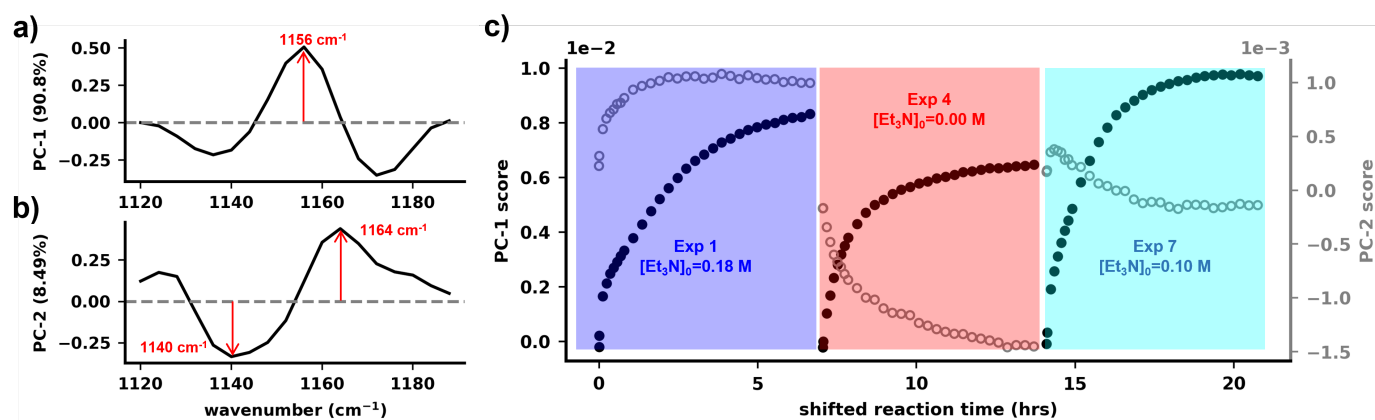 a)
PC-1 (90.8%)
0.50
0.25
0.00
−0.25
1156 cm⁻¹
1120
1140
1160
1180
b)
PC-2 (8.49%)
0.25
0.00
−0.25
1164 cm⁻¹
1140 cm⁻¹
1120
1140
1160
1180
wavenumber (cm⁻¹)
c)
1e-2
1e−3
PC-1 score
1.0
0.8
0.6
0.4
0.2
0.0
Exp 1
[Et₃N]₀=0.18 M
Exp 4
[Et₃N]₀=0.00 M
Exp 7
[Et₃N]₀=0.10 M
1.0
0.5
0.0
−0.5
−1.0
−1.5
PC-2 score
0
5
10
15
20
shifted reaction time (hrs)